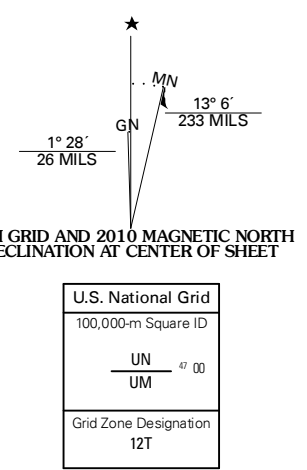 MN
GN
13° 6´
233 MILS
1° 28´
26 MILS
GRID AND 2010 MAGNETIC NORTH
AT CENTER OF SHEET
U.S. National Grid
100,000-m Square ID
UN
UM
47 00
Grid Zone Designation
12T